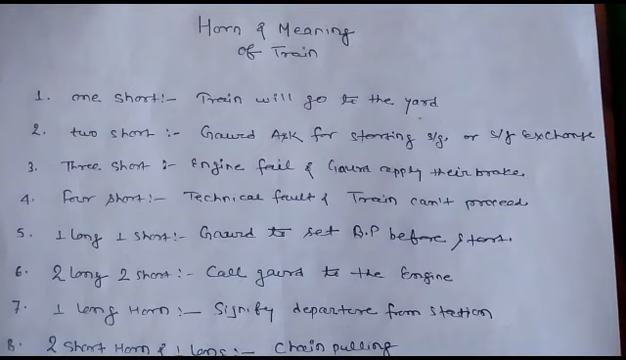 Horn & Meaning
of Train
1. one short:- Train will go to the yard
2. two short :- Gaurd Ask for starting s/g. or s/g Exchange
3. Three short :- Engine fail & Gaurd apply their brake.
4. Four short:- Technical fault & Train can't proceed
5. 1 long 1 short:- Gaurd to set B.P before start.
6. 2 long 2 short:- Call gaurd to the Engine
7. 1 long Horn :- Signify departure from station
8. 2 short Horn & 1 long :- Chain pulling